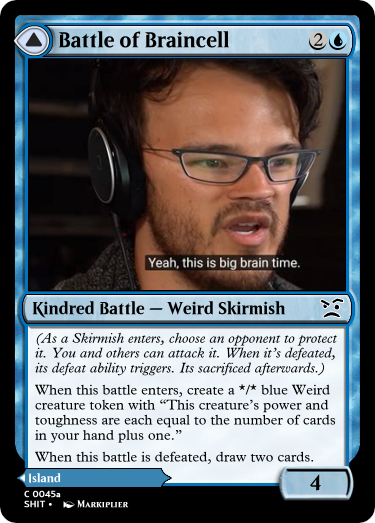 Battle of Braincell
2
Yeah, this is big brain time.
Kindred Battle — Weird Skirmish
(As a Skirmish enters, choose an opponent to protect
it. You and others can attack it. When it's defeated,
its defeat ability triggers. Its sacrificed afterwards.)
When this battle enters, create a */* blue Weird
creature token with “This creature's power and
toughness are each equal to the number of cards
in your hand plus one.”
When this battle is defeated, draw two cards.
Island
4
C 0045a
SHIT • Markiplier